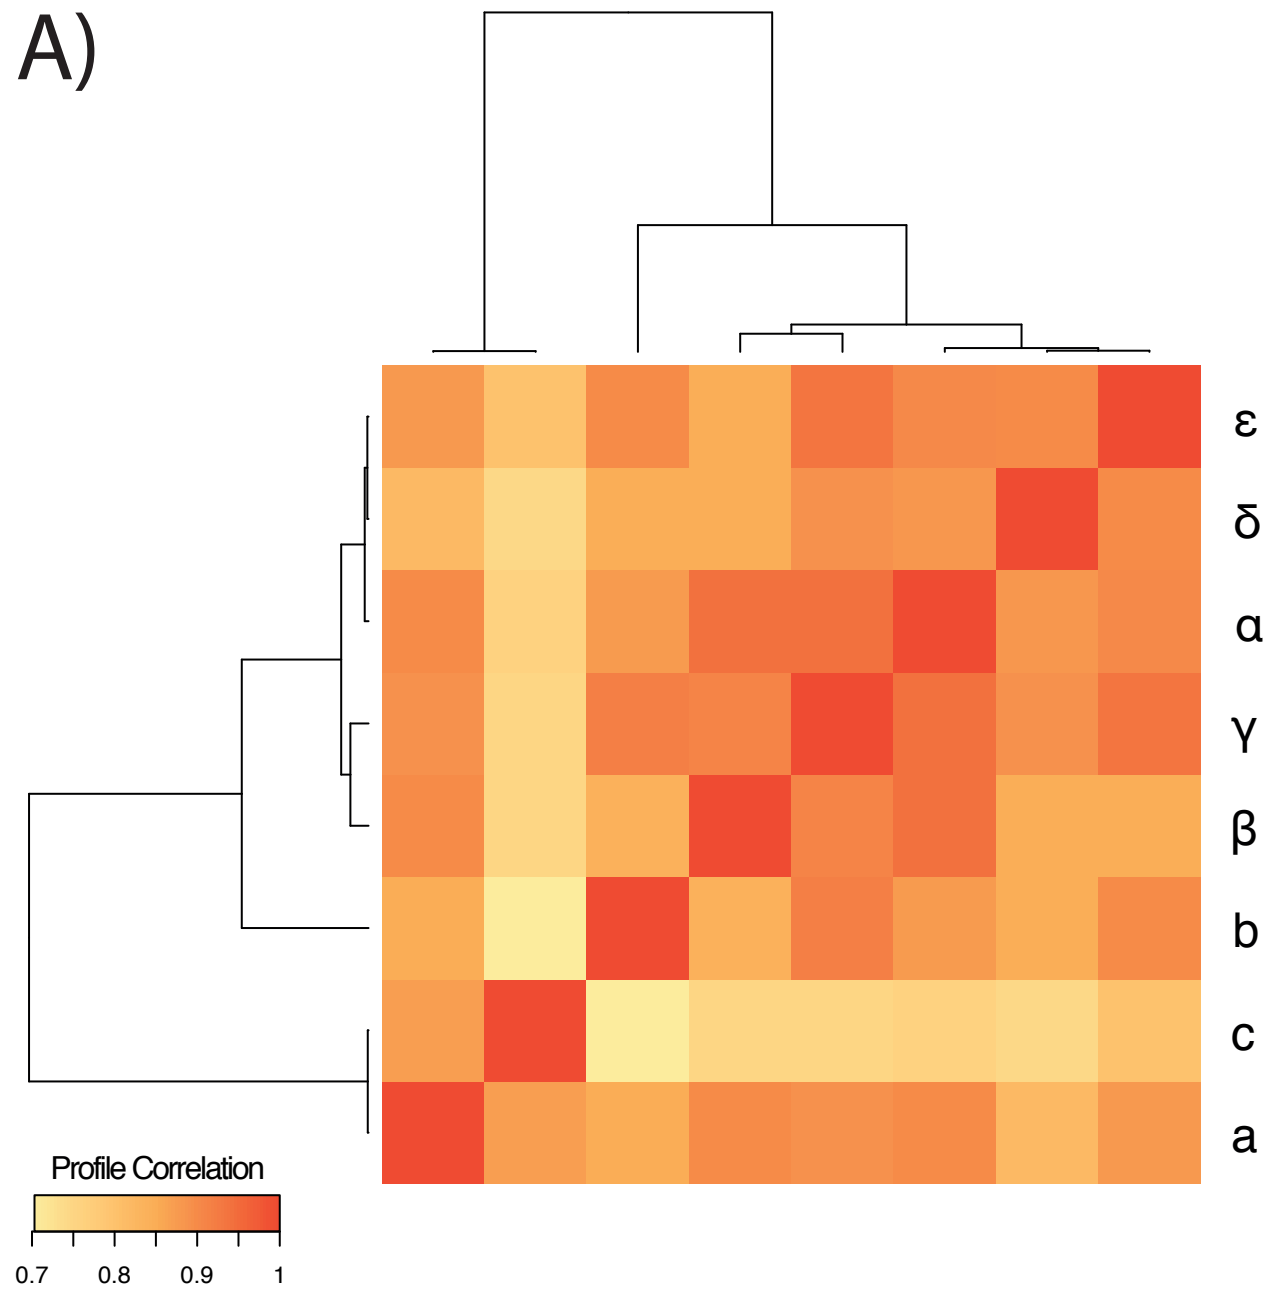 A)
ε
δ
α
γ
β
b
c
a
Profile Correlation
0.7 0.8 0.9 1